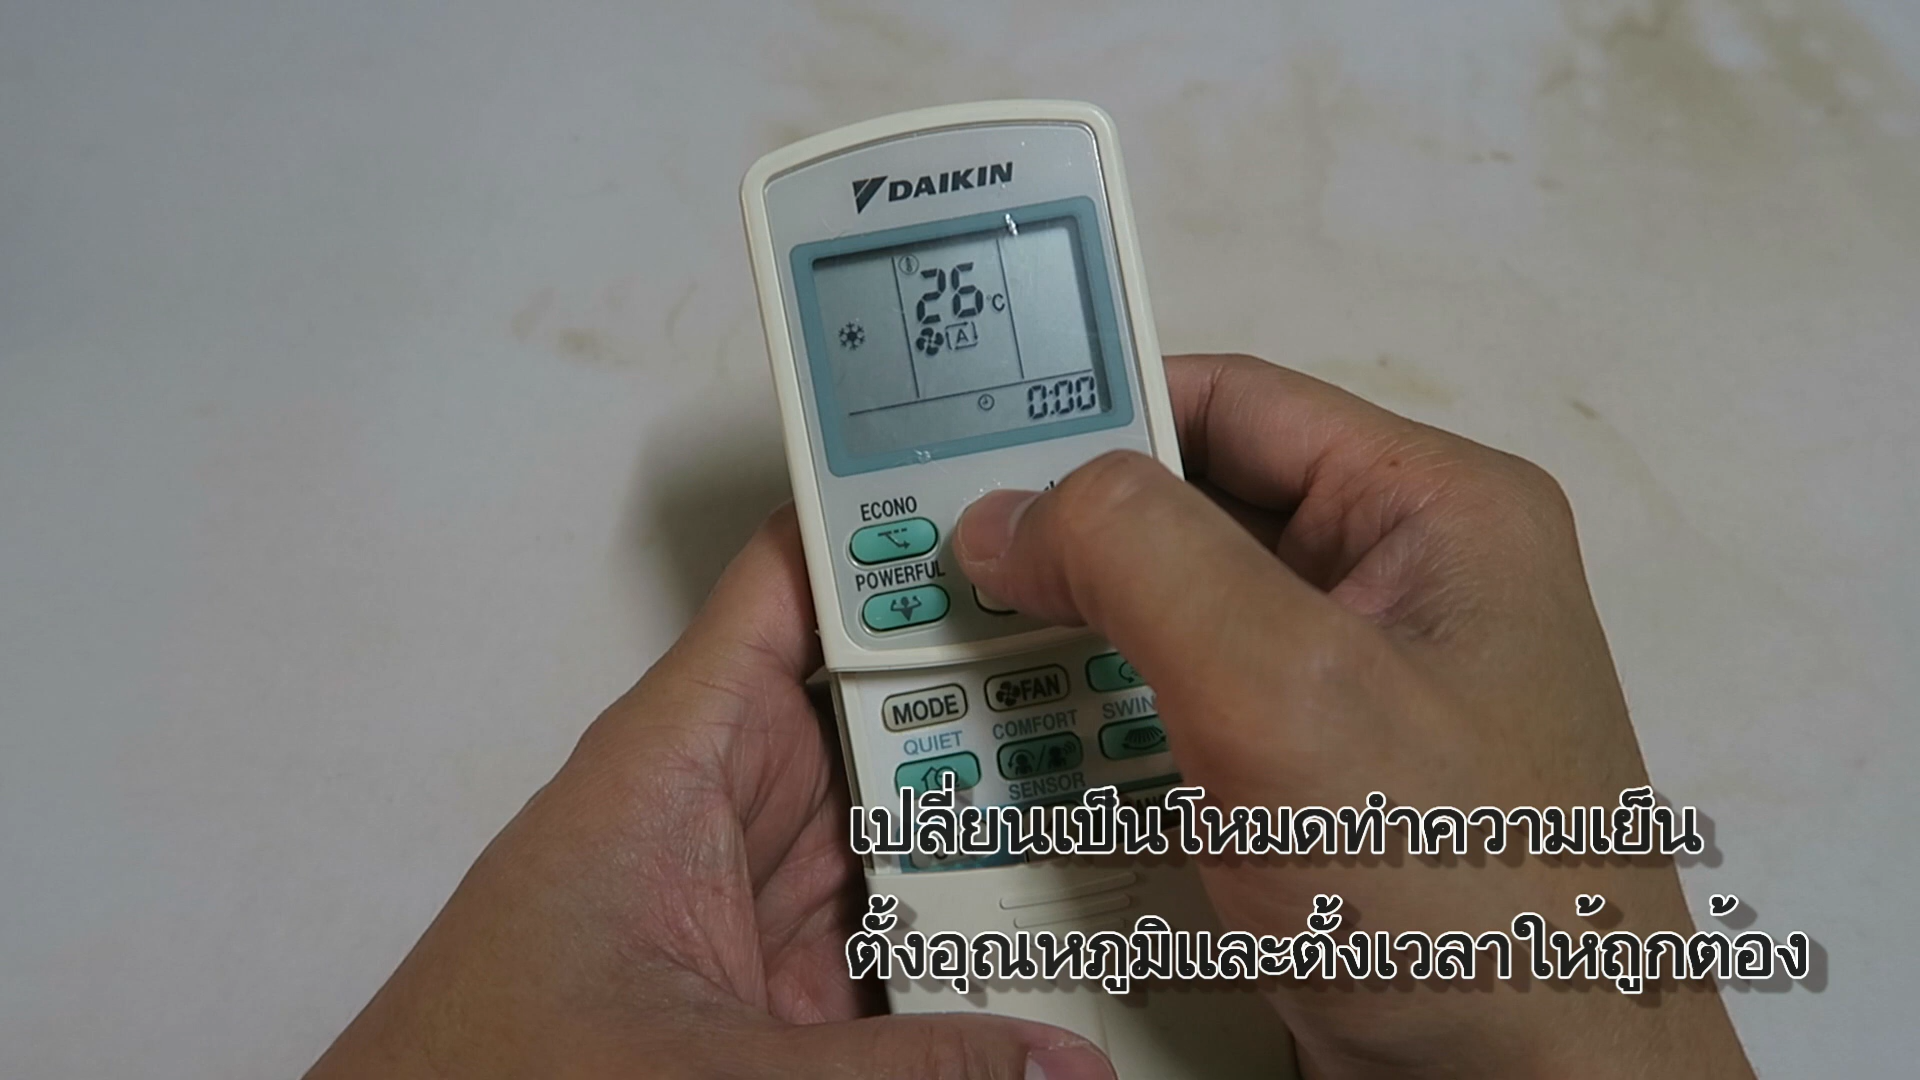 DAIKIN
26 °C
A
0:00
ECONO
POWERFUL
MODE
FAN
QUIET
COMFORT
SENSOR
เปลี่ยนเป็นโหมดทำความเย็น
ตั้งอุณหภูมิและตั้งเวลาให้ถูกต้อง